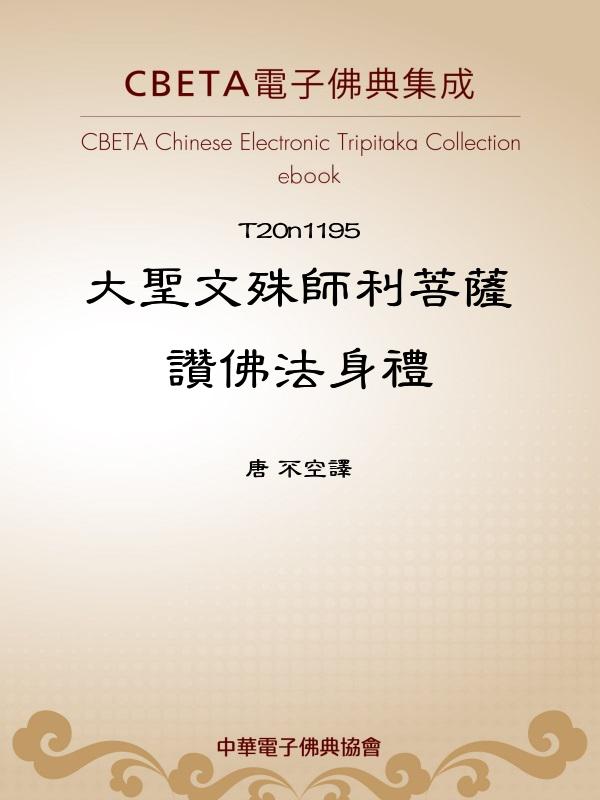 CBETA電子佛典集成
CBETA Chinese Electronic Tripitaka Collection
ebook
T20n1195
大聖文殊師利菩薩
讚佛法身禮
唐 不空譯
中華電子佛典協會